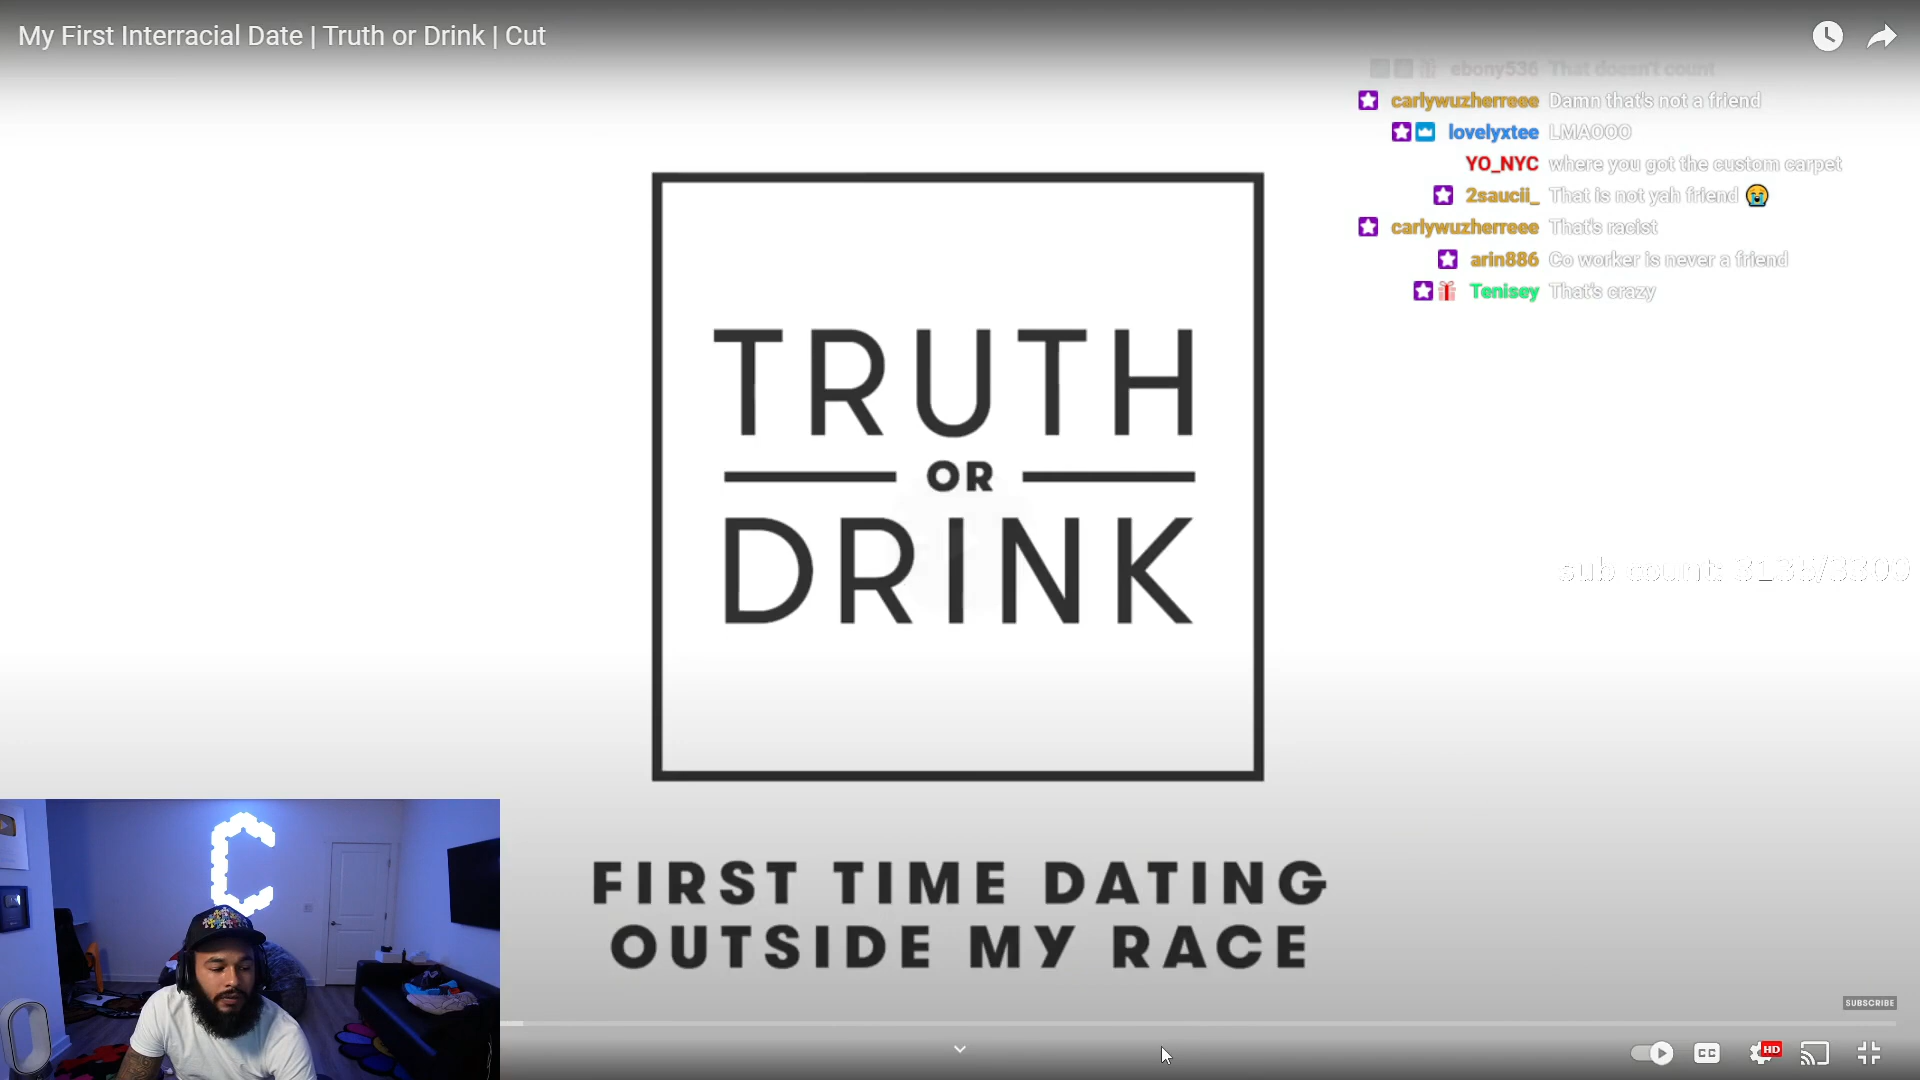 My First Interracial Date | Truth or Drink | Cut
ebony536 That doesn't count
carlywuzherreee Damn that's not a friend
lovelyxtee LMAOOO
YO_NYC where you got the custom carpet
2saucii_ That is not yah friend 😭
carlywuzherreee That's racist
arin886 Co worker is never a friend
Tenisey That's crazy
TRUTH
OR
DRINK
sub count: 3135/3300
FIRST TIME DATING
OUTSIDE MY RACE
SUBSCRIBE
CC
HD
C